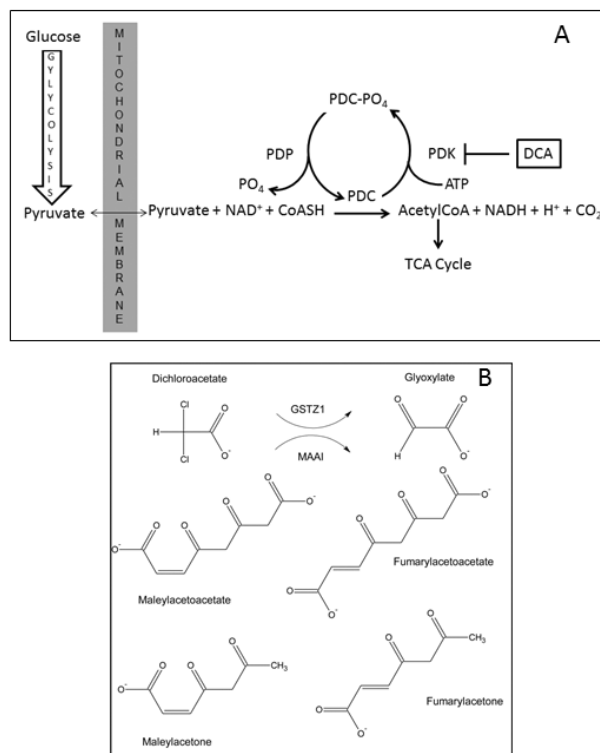 A
Glucose
GYLYCOLYSIS
Pyruvate
MITOCHONDRIAL MEMBRANE
PDC-PO4
PDP
PDK
DCA
PO4
PDC
ATP
Pyruvate + NAD+ + CoASH
AcetylCoA + NADH + H+ + CO2
TCA Cycle
B
Dichloroacetate
Glyoxylate
Cl
O
GSTZ1
O
O
H
O-
MAAI
H
O-
Cl
O
O-
O
O-
O
O
O
O
O-
O
Fumarylacetoacetate
Maleylacetoacetate
O
O-
O
O
O
O
O
CH3
O-
CH3
Fumarylacetone
O
Maleylacetone
O-